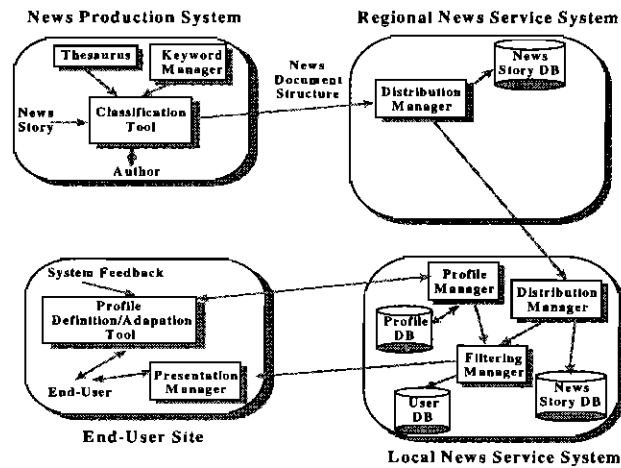 News Production System
Thesaurus
Keyword
Manager
News
Story
Classification
Tool
Author
News
Document
Structure
Regional News Service System
Distribution
Manager
News
Story DB
System Feedback
Profile
Definition/Adapation
Tool
End-User
Presentation
Manager
End-User Site
Profile
Manager
Distribution
Manager
Profile
DB
Filtering
Manager
User
DB
News
Story DB
Local News Service System